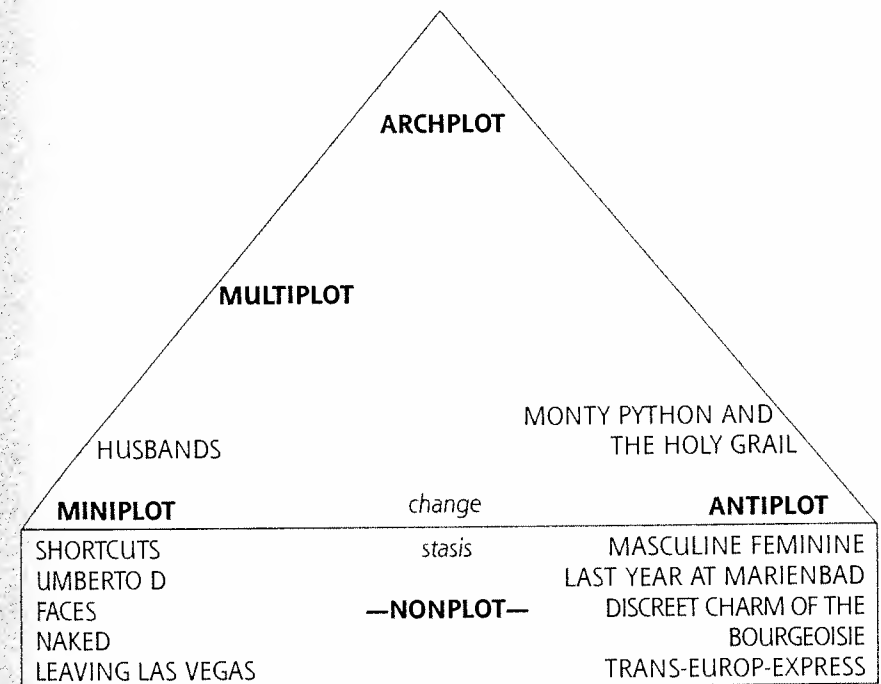 ARCHPLOT
MULTIPLOT
MONTY PYTHON AND
THE HOLY GRAIL
HUSBANDS
MINIPLOT
change
ANTIPLOT
SHORTCUTS
UMBERTO D
FACES
NAKED
LEAVING LAS VEGAS
stasis
—NONPLOT—
MASCULINE FEMININE
LAST YEAR AT MARIENBAD
DISCREET CHARM OF THE
BOURGEOISIE
TRANS-EUROP-EXPRESS